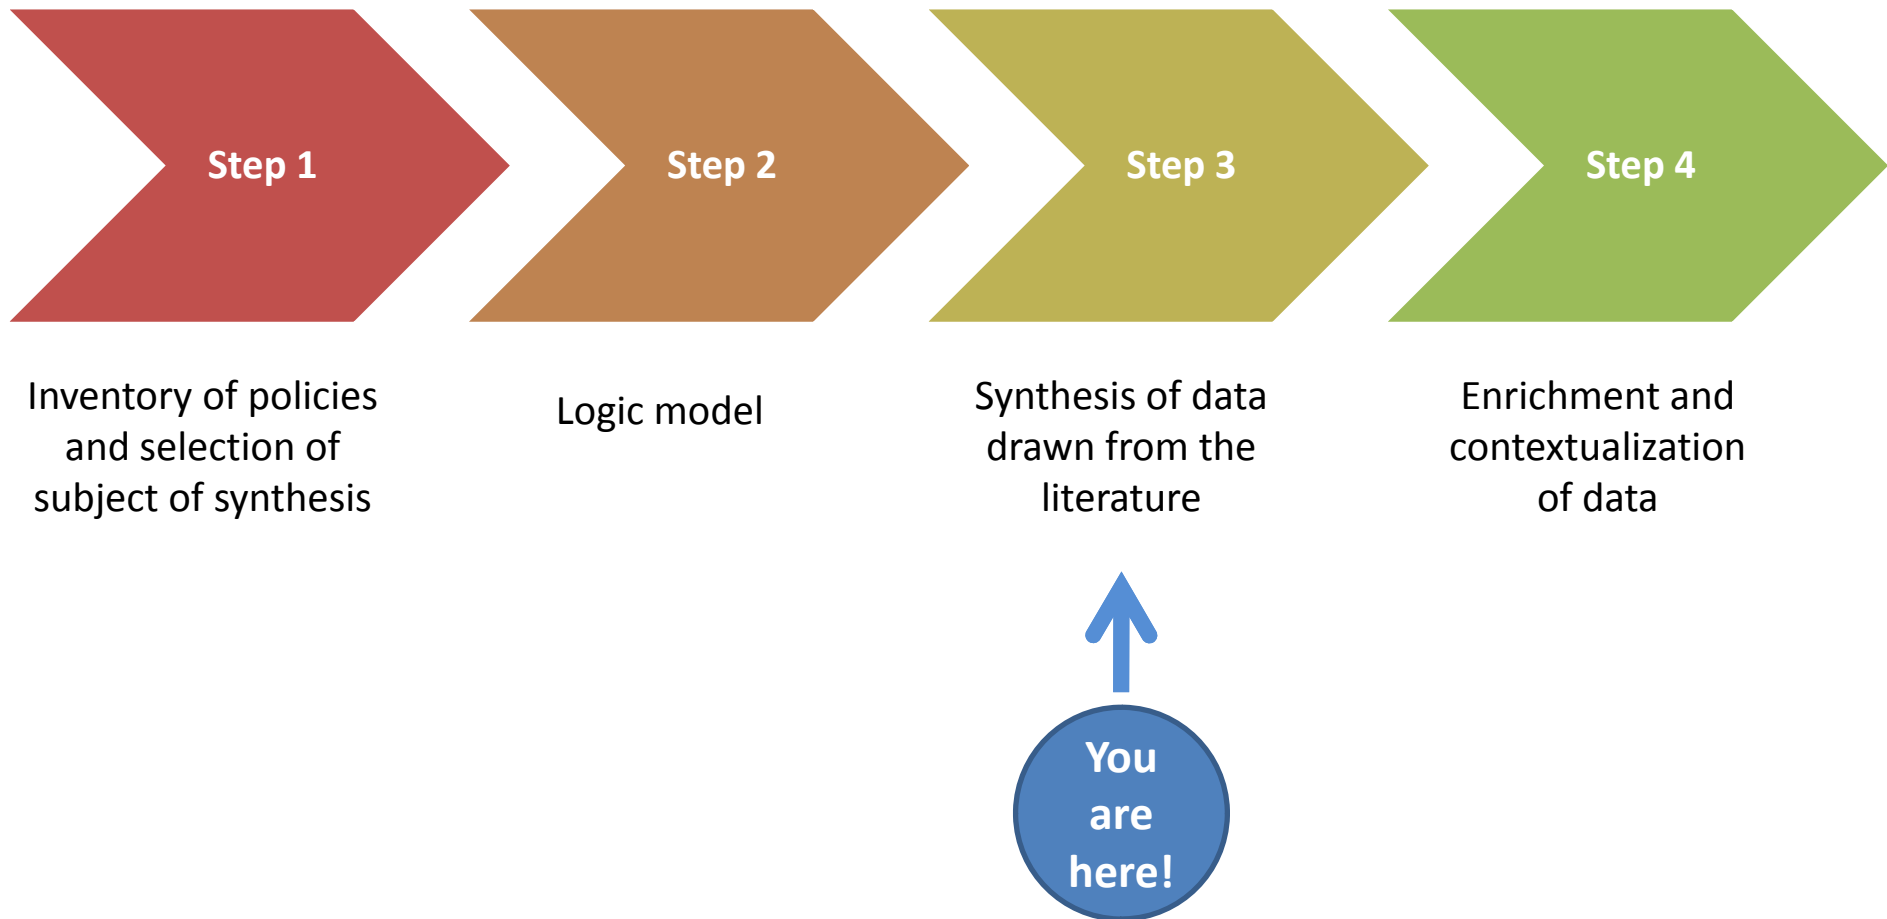 Step 1
Step 2
Step 3
Step 4
Inventory of policies
and selection of
subject of synthesis
Logic model
Synthesis of data
drawn from the
literature
Enrichment and
contextualization
of data
You
are
here!